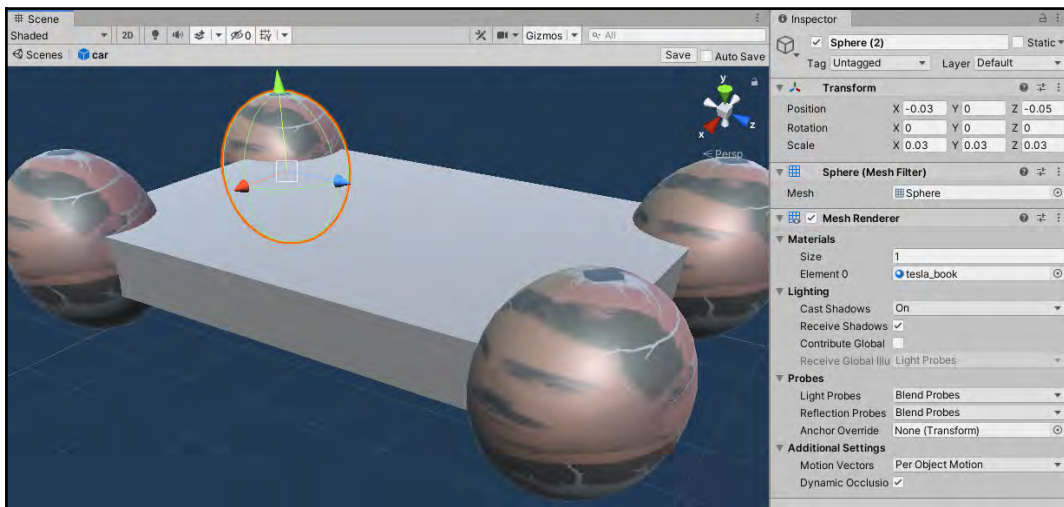 Scene
Shaded 2D 0 Gizmos All
Scenes car Save Auto Save
y
x z
Persp
Inspector
Sphere (2) Static
Tag Untagged Layer Default
Transform
Position X -0.03 Y 0 Z -0.05
Rotation X 0 Y 0 Z 0
Scale X 0.03 Y 0.03 Z 0.03
Sphere (Mesh Filter)
Mesh Sphere
Mesh Renderer
Materials
Size 1
Element 0 tesla_book
Lighting
Cast Shadows On
Receive Shadows
Contribute Global
Receive Global Illu Light Probes
Probes
Light Probes Blend Probes
Reflection Probes Blend Probes
Anchor Override None (Transform)
Additional Settings
Motion Vectors Per Object Motion
Dynamic Occlusio